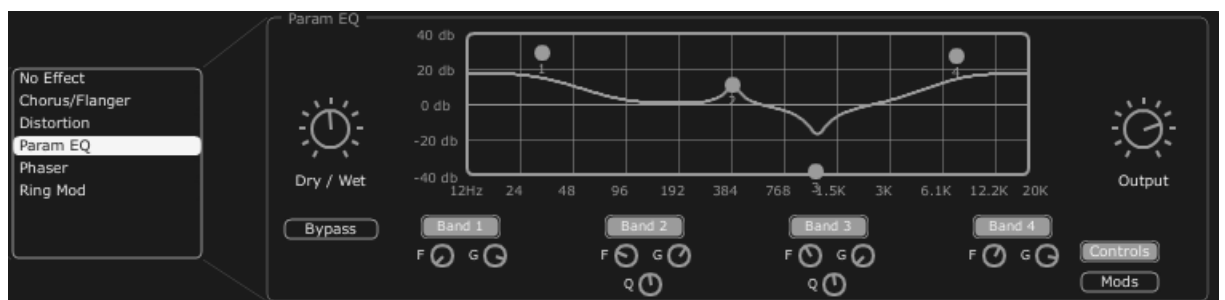 Param EQ
No Effect
Chorus/Flanger
Distortion
Param EQ
Phaser
Ring Mod
Dry / Wet
Bypass
40 db
20 db
0 db
-20 db
-40 db
1
2
3
4
12Hz 24 48 96 192 384 768 1.5K 3K 6.1K 12.2K 20K
Band 1 Band 2 Band 3 Band 4
F G F G F G F G
Q Q
Output
Controls
Mods